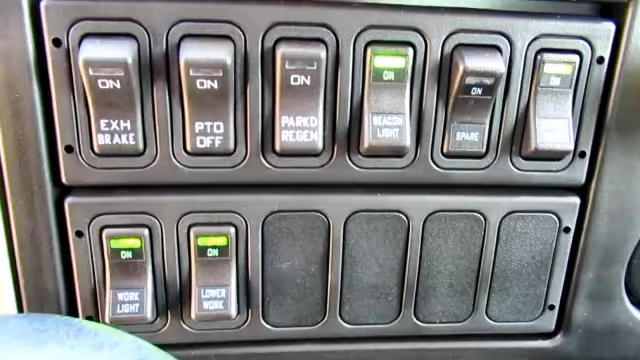 ON
EXH
BRAKE
ON
PTO
OFF
ON
PARKD
REGEN
ON
BEACON
LIGHT
ON
SPARE
ON
WORK
LIGHT
ON
LOWER
WORK